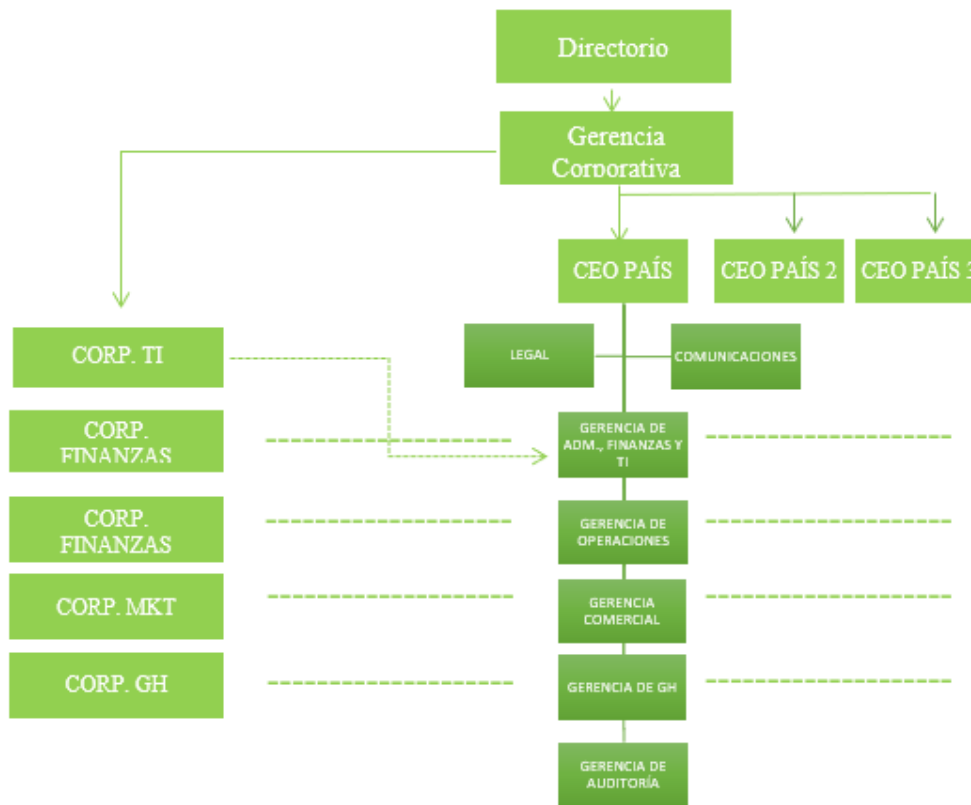 Directorio
Gerencia
Corporativa
CEO PAÍS
CEO PAÍS 2
CEO PAÍS 3
CORP. TI
LEGAL
COMUNICACIONES
CORP.
FINANZAS
GERENCIA DE
ADM., FINANZAS Y
TI
CORP.
FINANZAS
GERENCIA DE
OPERACIONES
CORP. MKT
GERENCIA
COMERCIAL
CORP. GH
GERENCIA DE GH
GERENCIA DE
AUDITORÍA